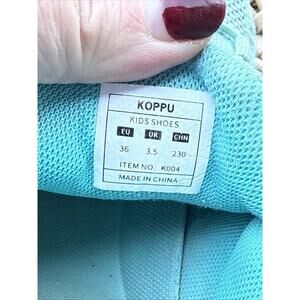 KOPPU
KIDS SHOES
EU UK CHN
36 3.5 230
ITEM NO. K004
MADE IN CHINA